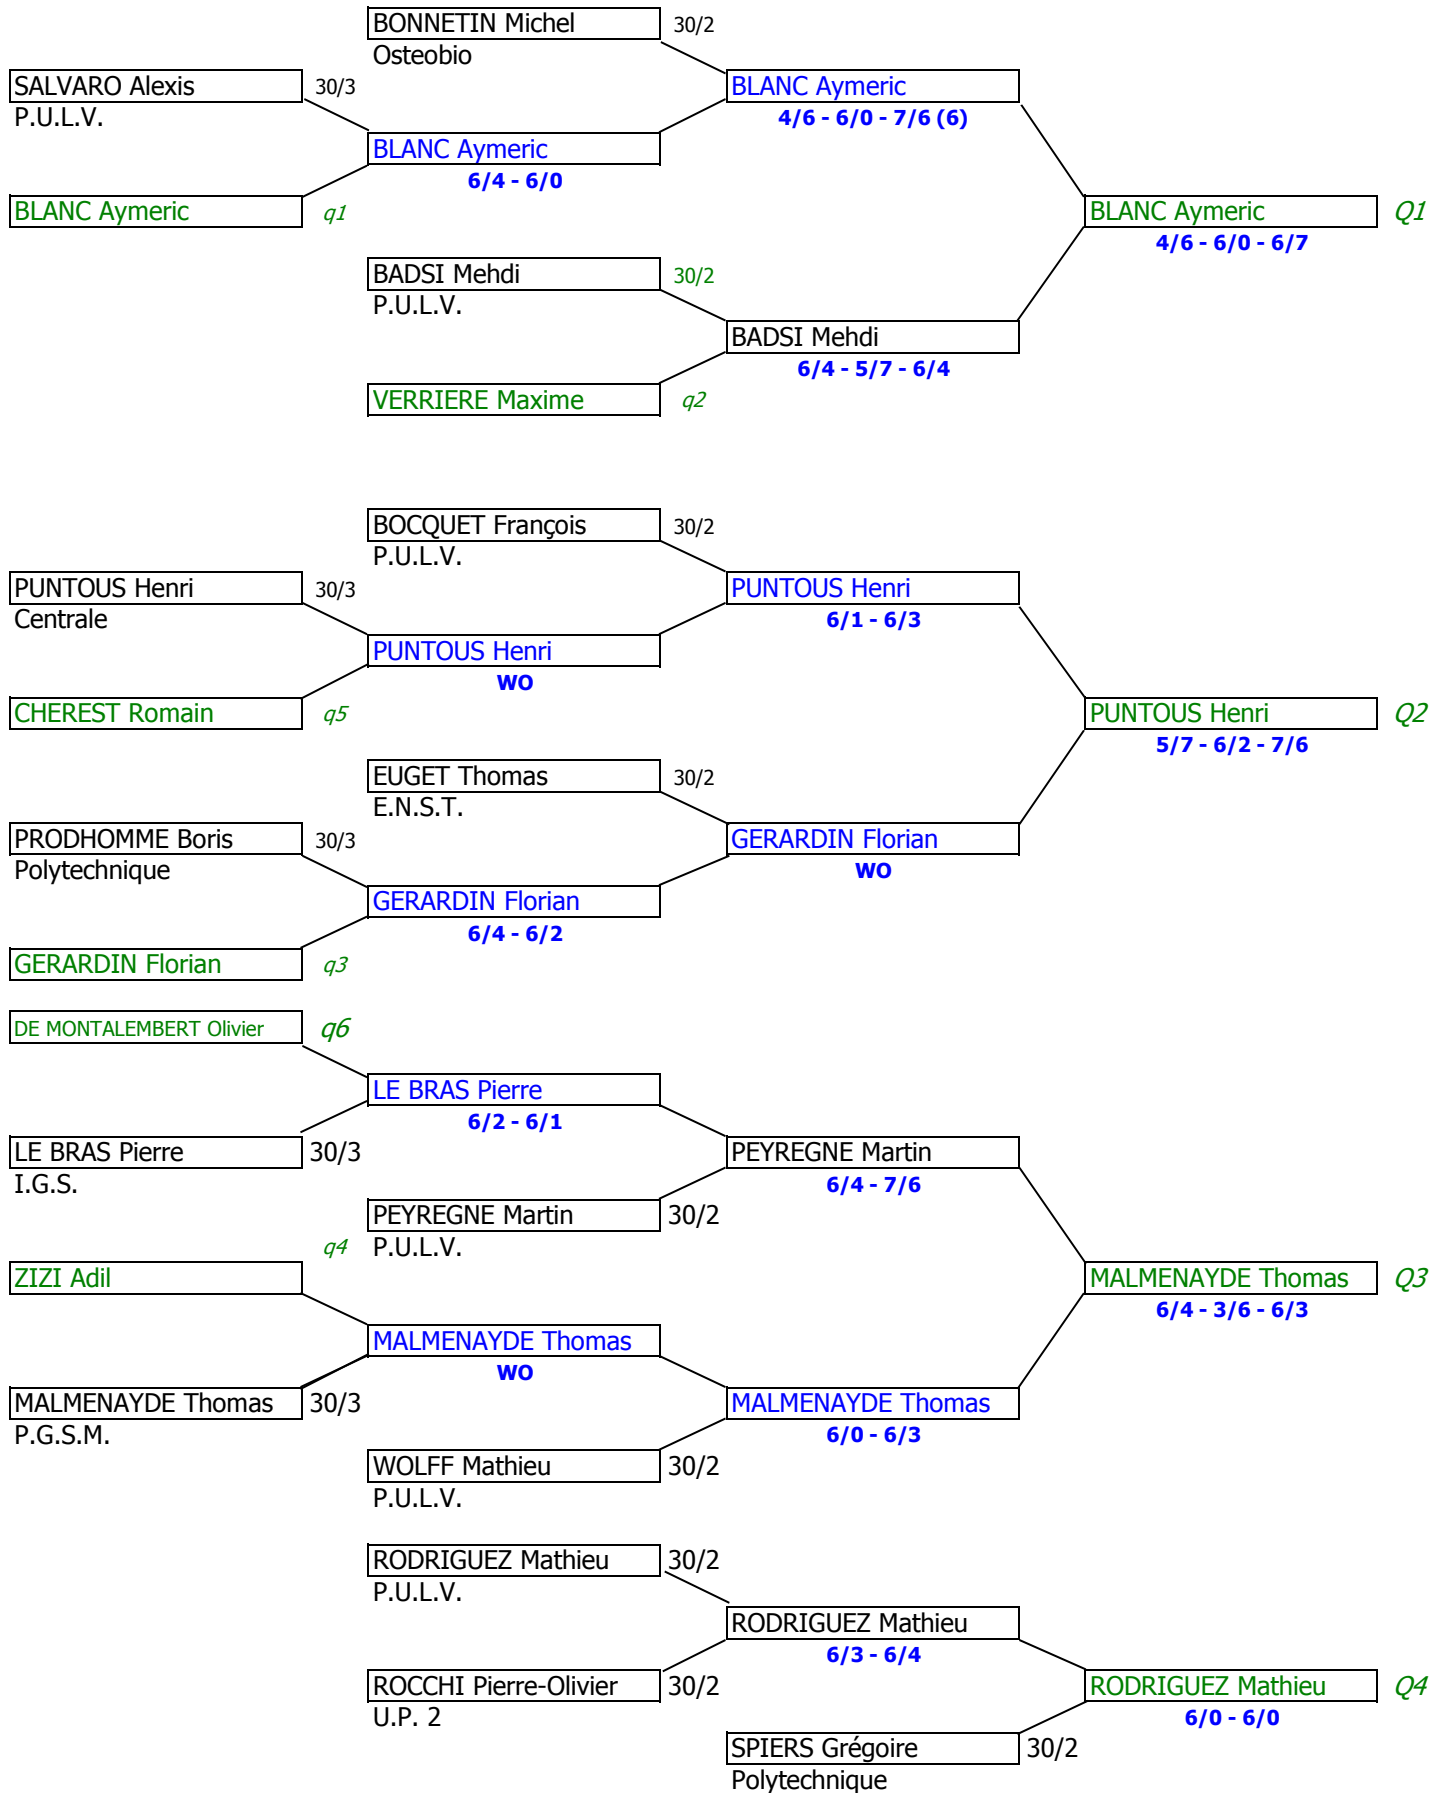 BONNETIN Michel 30/2
Osteobio
SALVARO Alexis 30/3 BLANC Aymeric
P.U.L.V. 4/6 - 6/0 - 7/6 (6)
BLANC Aymeric
6/4 - 6/0
BLANC Aymeric q1 BLANC Aymeric Q1
4/6 - 6/0 - 6/7
BADSI Mehdi 30/2
P.U.L.V.
BADSI Mehdi
6/4 - 5/7 - 6/4
VERRIERE Maxime q2
BOCQUET François 30/2
P.U.L.V.
PUNTOUS Henri 30/3 PUNTOUS Henri
Centrale 6/1 - 6/3
PUNTOUS Henri
WO
CHEREST Romain q5 PUNTOUS Henri Q2
5/7 - 6/2 - 7/6
EUGET Thomas 30/2
E.N.S.T.
PRODHOMME Boris 30/3 GERARDIN Florian
Polytechnique WO
GERARDIN Florian
6/4 - 6/2
GERARDIN Florian q3
DE MONTALEMBERT Olivier q6
LE BRAS Pierre
6/2 - 6/1
LE BRAS Pierre 30/3 PEYREGNE Martin
I.G.S. 6/4 - 7/6
PEYREGNE Martin 30/2
q4 P.U.L.V.
ZIZI Adil MALMENAYDE Thomas Q3
6/4 - 3/6 - 6/3
MALMENAYDE Thomas
WO
MALMENAYDE Thomas 30/3 MALMENAYDE Thomas
P.G.S.M. 6/0 - 6/3
WOLFF Mathieu 30/2
P.U.L.V.
RODRIGUEZ Mathieu 30/2
P.U.L.V.
RODRIGUEZ Mathieu
6/3 - 6/4
ROCCHI Pierre-Olivier 30/2 RODRIGUEZ Mathieu Q4
U.P. 2 6/0 - 6/0
SPIERS Grégoire 30/2
Polytechnique